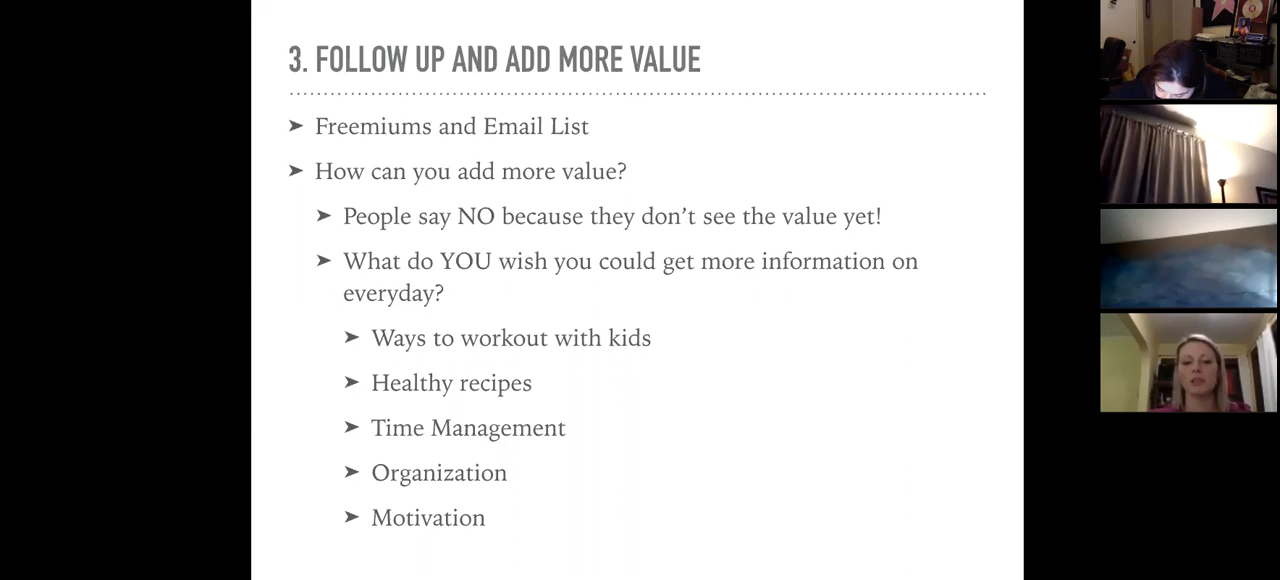 3. FOLLOW UP AND ADD MORE VALUE
➤ Freemiums and Email List
➤ How can you add more value?
➤ People say NO because they don’t see the value yet!
➤ What do YOU wish you could get more information on
everyday?
➤ Ways to workout with kids
➤ Healthy recipes
➤ Time Management
➤ Organization
➤ Motivation